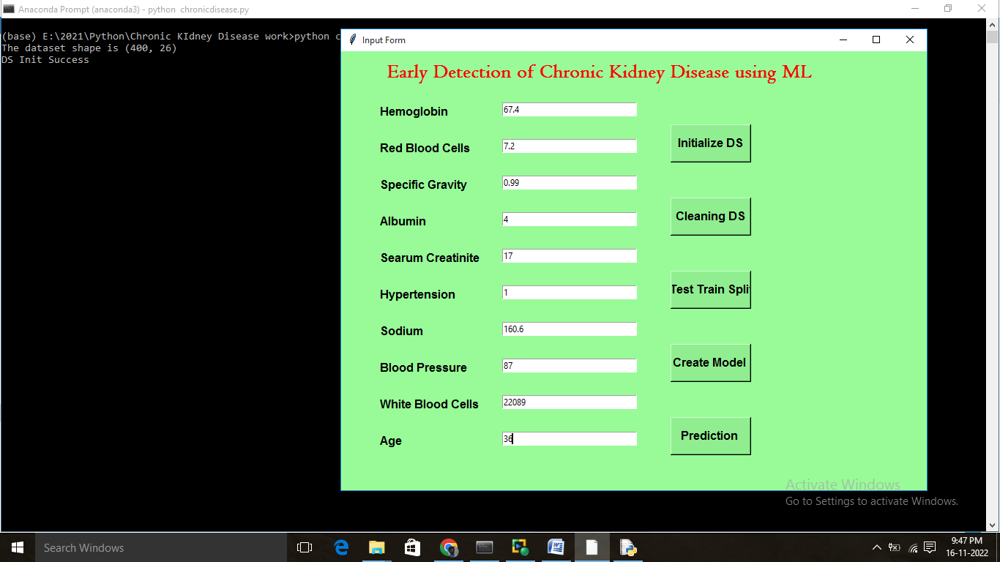 Anaconda Prompt (anaconda3) - python  chronicdisease.py
(base) E:\2021\Python\Chronic KIdney Disease work>python c
The dataset shape is (400, 26)
DS Init Success
Input Form
Early Detection of Chronic Kidney Disease using ML
Hemoglobin 67.4
Red Blood Cells 7.2
Initialize DS
Specific Gravity 0.99
Albumin 4
Cleaning DS
Searum Creatinite 17
Hypertension 1
Test Train Spli
Sodium 160.6
Blood Pressure 87
Create Model
White Blood Cells 22089
Age 36
Prediction
Activate Windows
Go to Settings to activate Windows.
Search Windows
9:47 PM
16-11-2022